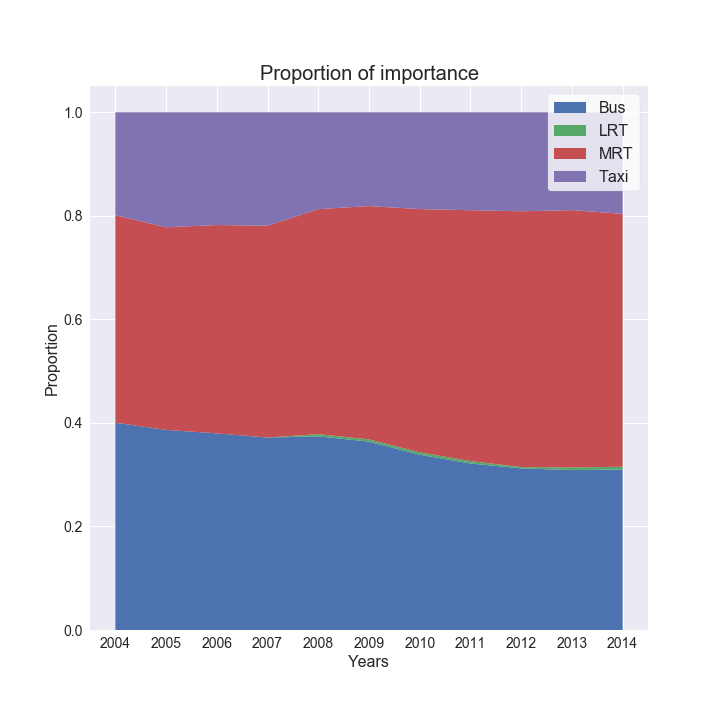 Proportion of importance
Bus
LRT
MRT
Taxi
1.0
0.8
0.6
0.4
0.2
0.0
Proportion
2004 2005 2006 2007 2008 2009 2010 2011 2012 2013 2014
Years